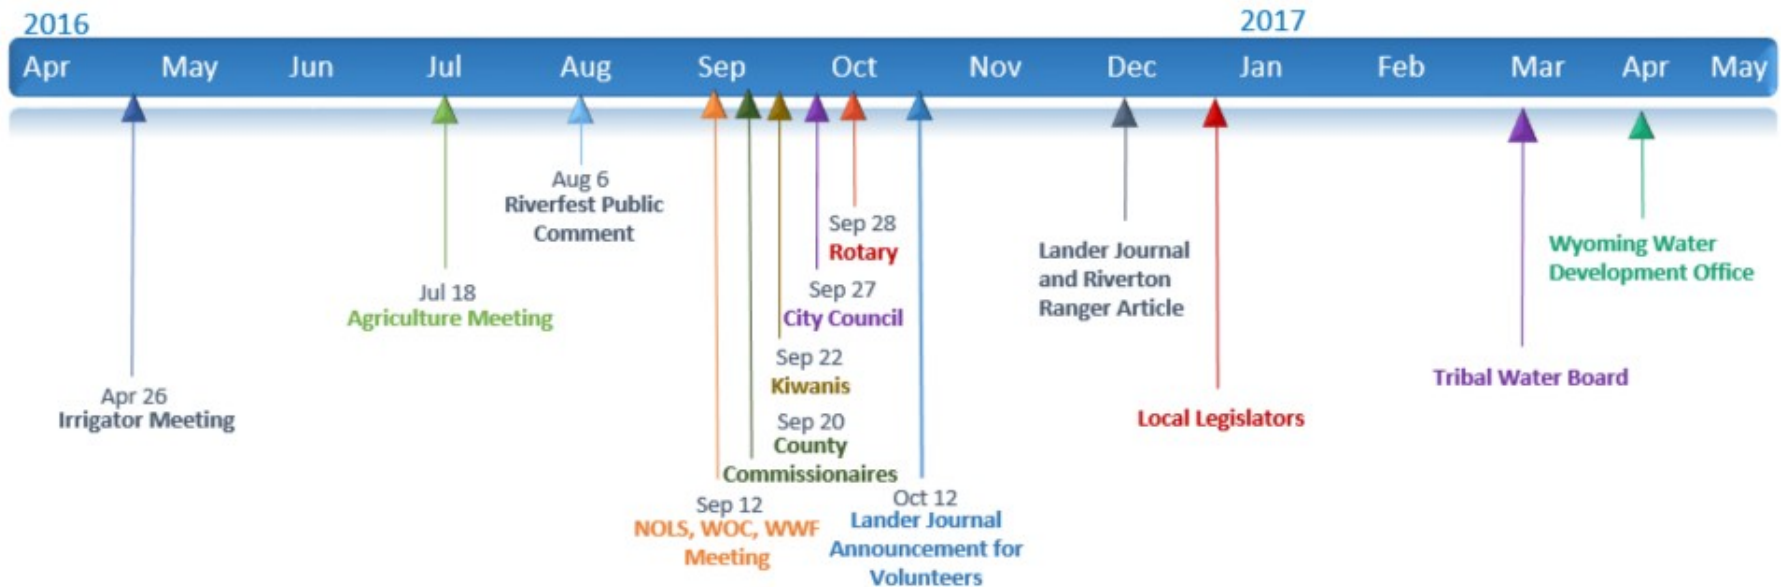 2016
2017
Apr May Jun Jul Aug Sep Oct Nov Dec Jan Feb Mar Apr May
Apr 26
Irrigator Meeting
Jul 18
Agriculture Meeting
Aug 6
Riverfest Public
Comment
Sep 12
NOLS, WOC, WWF
Meeting
Sep 20
County
Commissionaires
Sep 22
Kiwanis
Sep 27
City Council
Sep 28
Rotary
Oct 12
Lander Journal
Announcement for
Volunteers
Lander Journal
and Riverton
Ranger Article
Local Legislators
Tribal Water Board
Wyoming Water
Development Office